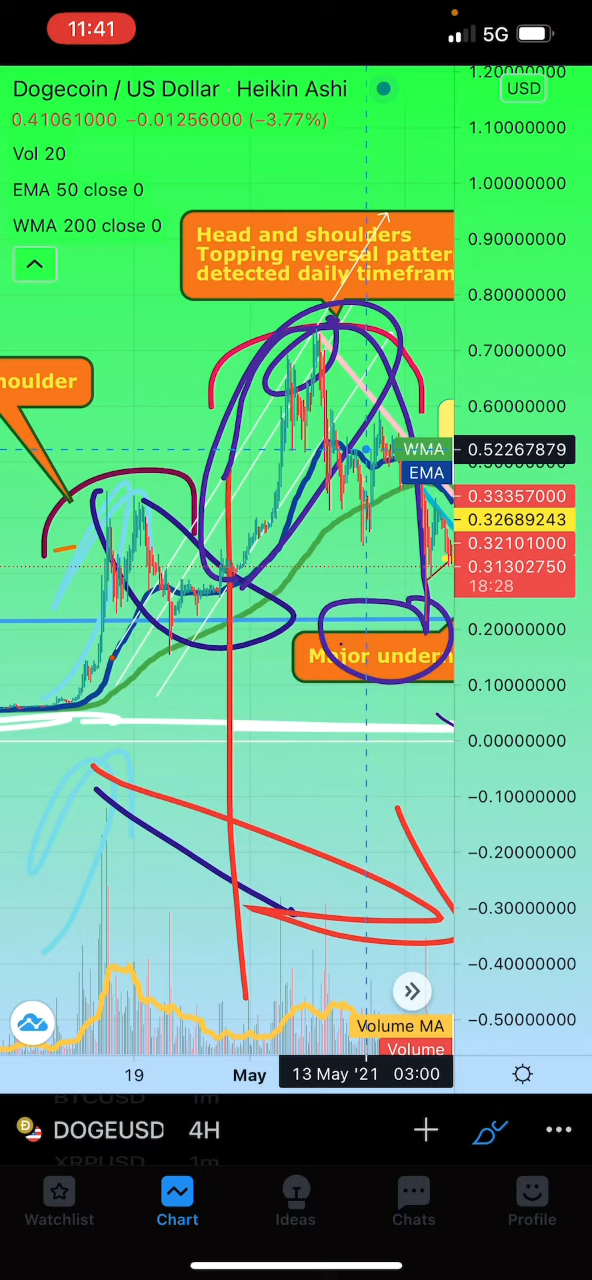 11:41
5G
Dogecoin / US Dollar · Heikin Ashi
USD
0.41061000 −0.01256000 (−3.77%)
Vol 20
EMA 50 close 0
WMA 200 close 0
Head and shoulders
Topping reversal patter
detected daily timefram
houlder
1.20000000
1.10000000
1.00000000
0.90000000
0.80000000
0.70000000
0.60000000
WMA
0.52267879
EMA
0.33357000
0.32689243
0.32101000
0.31302750
18:28
0.20000000
Major undern
0.10000000
0.00000000
−0.10000000
−0.20000000
−0.30000000
−0.40000000
−0.50000000
Volume MA
Volume
19
May
13 May '21 03:00
BTCUSD 1m
DOGEUSD 4H
XRPUSD 1m
Watchlist
Chart
Ideas
Chats
Profile